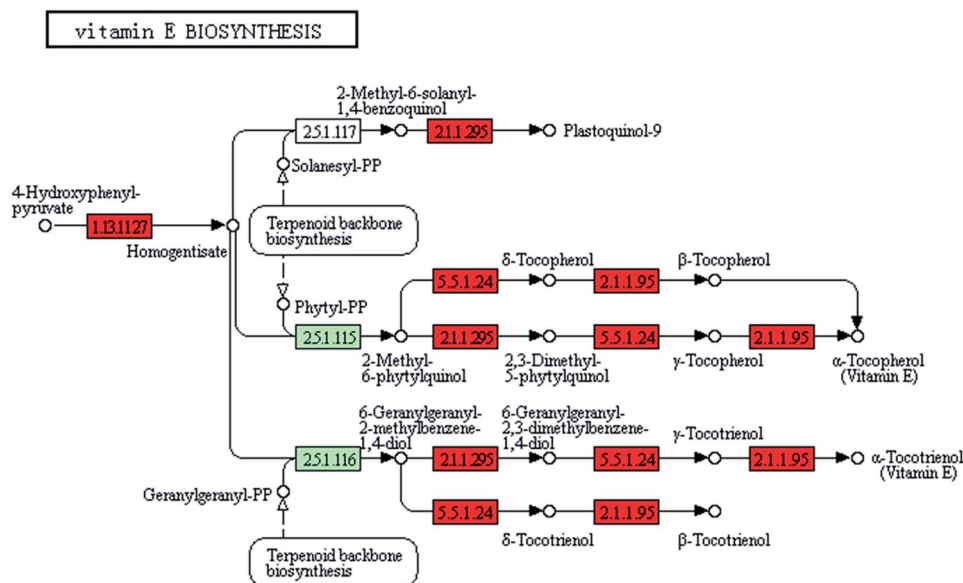 vitamin E BIOSYNTHESIS
2-Methyl-6-solanyl-
1,4-benzoquinol
2.5.1.117
2.1.1.295
Plastoquinol-9
Solanesyl-PP
4-Hydroxyphenyl-
pyruvate
1.13.11.27
Homogentisate
Terpenoid backbone
biosynthesis
δ-Tocopherol
β-Tocopherol
5.5.1.24
2.1.1.95
Phytyl-PP
2.5.1.115
2.1.1.295
5.5.1.24
2.1.1.95
2-Methyl-
6-phytylquinol
2,3-Dimethyl-
5-phytylquinol
γ-Tocopherol
α-Tocopherol
(Vitamin E)
6-Geranylgeranyl-
2-methylbenzene-
1,4-diol
6-Geranylgeranyl-
2,3-dimethylbenzene-
1,4-diol
γ-Tocotrienol
2.5.1.116
2.1.1.295
5.5.1.24
2.1.1.95
α-Tocotrienol
(Vitamin E)
Geranylgeranyl-PP
5.5.1.24
2.1.1.95
δ-Tocotrienol
β-Tocotrienol
Terpenoid backbone
biosynthesis